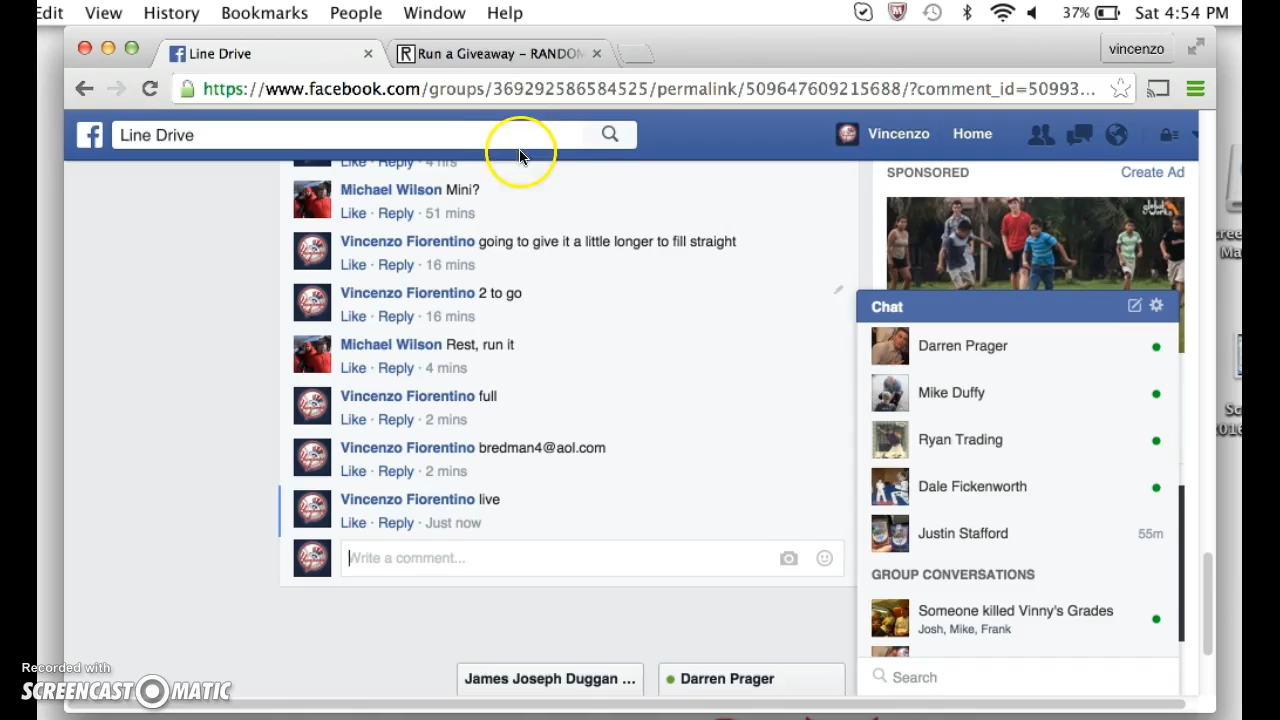 Edit View History Bookmarks People Window Help 37% Sat 4:54 PM
Line Drive Run a Giveaway – RANDOM vincenzo
https://www.facebook.com/groups/369292586584525/permalink/509647609215688/?comment_id=50993...
Line Drive Vincenzo Home
Like · Reply · 4 hrs
Michael Wilson Mini?
Like · Reply · 51 mins
Vincenzo Fiorentino going to give it a little longer to fill straight
Like · Reply · 16 mins
Vincenzo Fiorentino 2 to go
Like · Reply · 16 mins
Michael Wilson Rest, run it
Like · Reply · 4 mins
Vincenzo Fiorentino full
Like · Reply · 2 mins
Vincenzo Fiorentino bredman4@aol.com
Like · Reply · 2 mins
Vincenzo Fiorentino live
Like · Reply · Just now
Write a comment...
SPONSORED Create Ad
global works
Chat
Darren Prager
Mike Duffy
Ryan Trading
Dale Fickenworth
Justin Stafford 55m
GROUP CONVERSATIONS
Someone killed Vinny's Grades
Josh, Mike, Frank
Search
James Joseph Duggan ... Darren Prager
Recorded with
SCREENCAST-O-MATIC